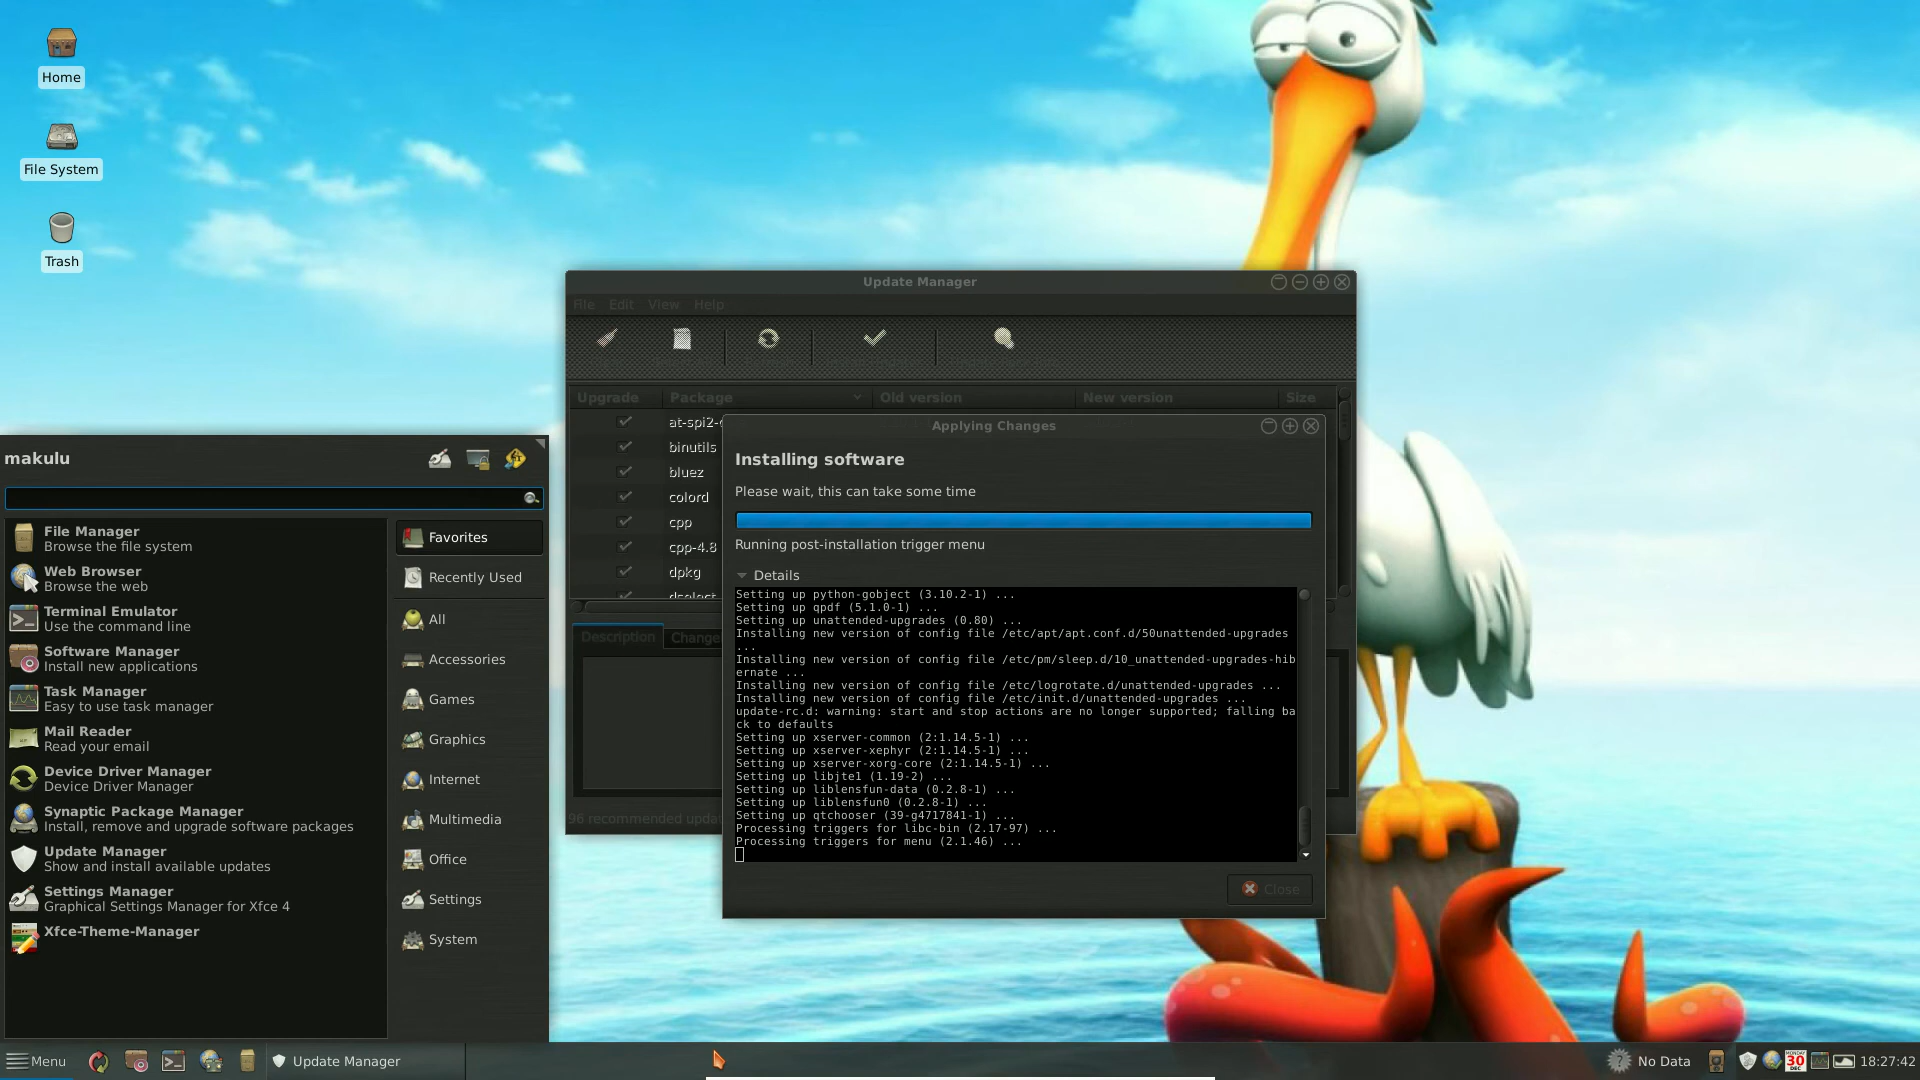 Home
File System
Trash
Update Manager
File Edit View Help
Upgrade Package Old version New version Size
at-spi2-c
binutils
bluez
colord
cpp
cpp-4.8
dpkg
dselect
Description Change
96 recommended upda
Applying Changes
Installing software
Please wait, this can take some time
Running post-installation trigger menu
Details
Setting up python-gobject (3.10.2-1) ...
Setting up qpdf (5.1.0-1) ...
Setting up unattended-upgrades (0.80) ...
Installing new version of config file /etc/apt/apt.conf.d/50unattended-upgrades
...
Installing new version of config file /etc/pm/sleep.d/10_unattended-upgrades-hib
ernate ...
Installing new version of config file /etc/logrotate.d/unattended-upgrades ...
Installing new version of config file /etc/init.d/unattended-upgrades ...
update-rc.d: warning: start and stop actions are no longer supported; falling ba
ck to defaults
Setting up xserver-common (2:1.14.5-1) ...
Setting up xserver-xephyr (2:1.14.5-1) ...
Setting up xserver-xorg-core (2:1.14.5-1) ...
Setting up libjte1 (1.19-2) ...
Setting up liblensfun-data (0.2.8-1) ...
Setting up liblensfun0 (0.2.8-1) ...
Setting up qtchooser (39-g4717841-1) ...
Processing triggers for libc-bin (2.17-97) ...
Processing triggers for menu (2.1.46) ...
Close
makulu
File Manager
Browse the file system
Web Browser
Browse the web
Terminal Emulator
Use the command line
Software Manager
Install new applications
Task Manager
Easy to use task manager
Mail Reader
Read your email
Device Driver Manager
Device Driver Manager
Synaptic Package Manager
Install, remove and upgrade software packages
Update Manager
Show and install available updates
Settings Manager
Graphical Settings Manager for Xfce 4
Xfce-Theme-Manager
Favorites
Recently Used
All
Accessories
Games
Graphics
Internet
Multimedia
Office
Settings
System
Menu
Update Manager
No Data
MONDAY
30
DEC
18:27:42